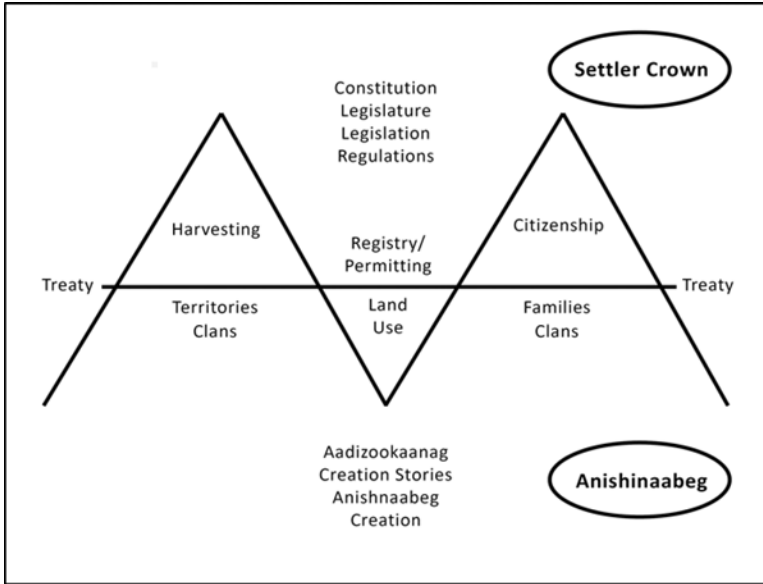 Settler Crown
Constitution
Legislature
Legislation
Regulations
Harvesting
Citizenship
Registry/
Permitting
Treaty
Treaty
Territories
Clans
Land
Use
Families
Clans
Aadizookaanag
Creation Stories
Anishnaabeg
Creation
Anishinaabeg